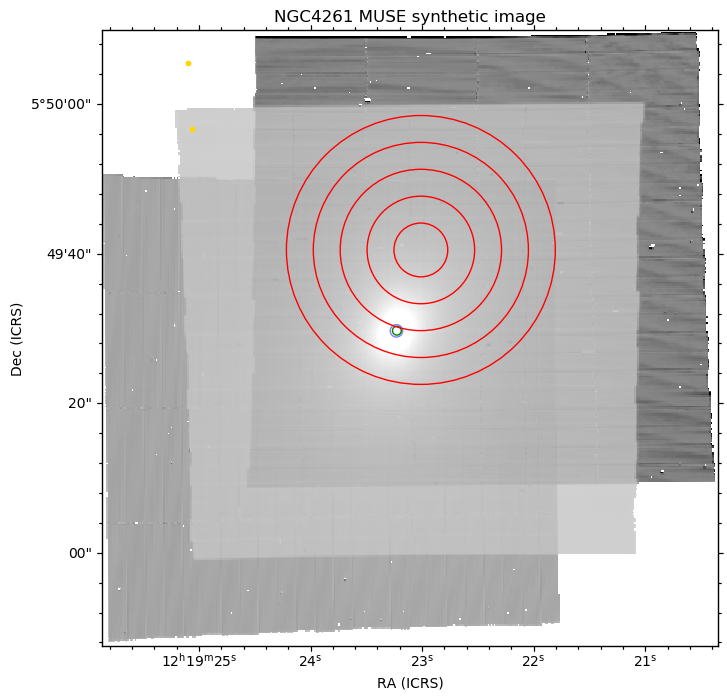 NGC4261 MUSE synthetic image
5°50'00"
49'40"
20"
00"
Dec (ICRS)
12ʰ19ᵐ25ˢ
24ˢ
23ˢ
22ˢ
21ˢ
RA (ICRS)